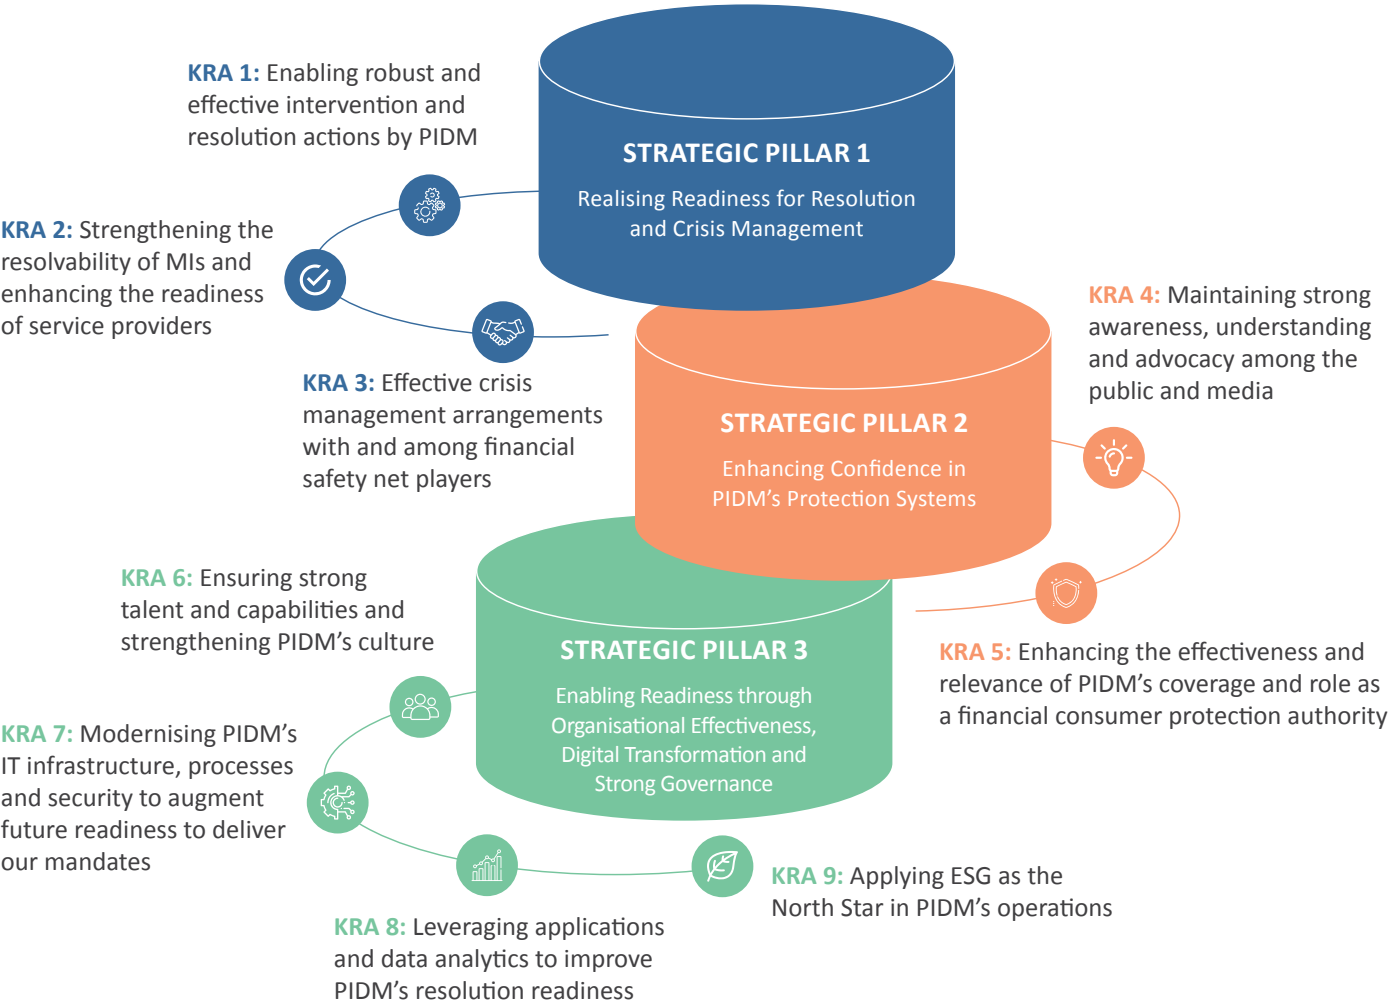 KRA 1: Enabling robust and
effective intervention and
resolution actions by PIDM
STRATEGIC PILLAR 1
Realising Readiness for Resolution
and Crisis Management
KRA 2: Strengthening the
resolvability of MIs and
enhancing the readiness
of service providers
KRA 3: Effective crisis
management arrangements
with and among financial
safety net players
KRA 4: Maintaining strong
awareness, understanding
and advocacy among the
public and media
STRATEGIC PILLAR 2
Enhancing Confidence in
PIDM’s Protection Systems
KRA 5: Enhancing the effectiveness and
relevance of PIDM’s coverage and role as
a financial consumer protection authority
KRA 6: Ensuring strong
talent and capabilities and
strengthening PIDM’s culture
STRATEGIC PILLAR 3
Enabling Readiness through
Organisational Effectiveness,
Digital Transformation and
Strong Governance
KRA 7: Modernising PIDM’s
IT infrastructure, processes
and security to augment
future readiness to deliver
our mandates
KRA 8: Leveraging applications
and data analytics to improve
PIDM’s resolution readiness
KRA 9: Applying ESG as the
North Star in PIDM’s operations